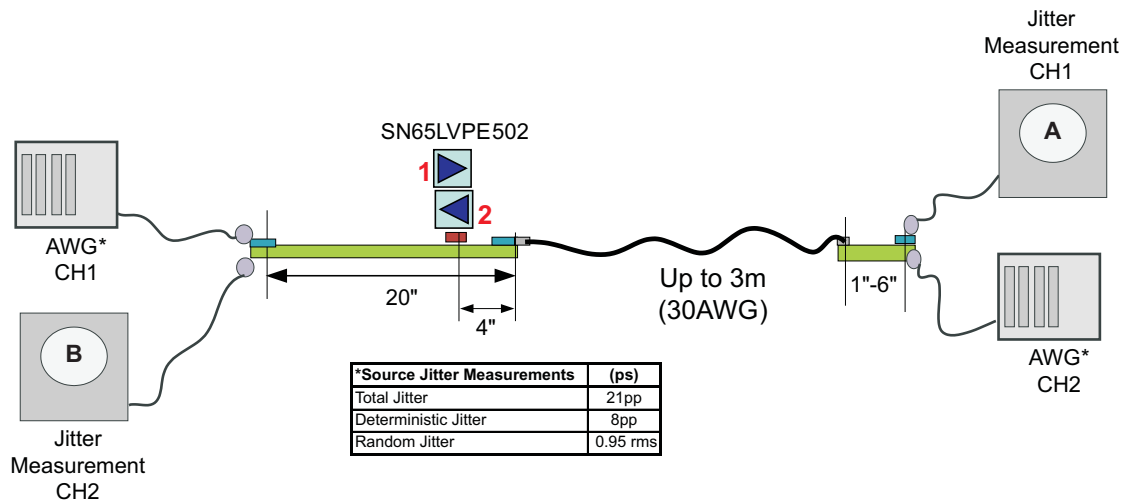 Jitter
Measurement
CH1
A
SN65LVPE502
1
2
AWG*
CH1
20"
4"
Up to 3m
(30AWG)
1"-6"
B
Jitter
Measurement
CH2
AWG*
CH2
*Source Jitter Measurements (ps)
Total Jitter 21pp
Deterministic Jitter 8pp
Random Jitter 0.95 rms